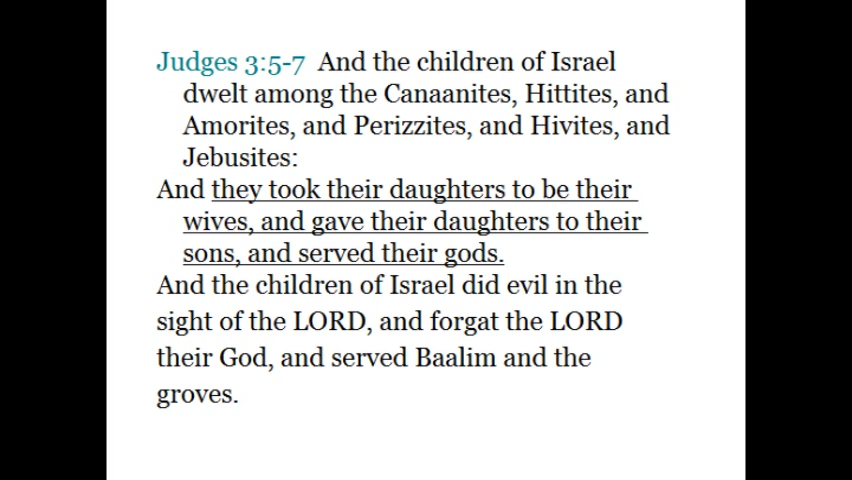 Judges 3:5-7 And the children of Israel
dwelt among the Canaanites, Hittites, and
Amorites, and Perizzites, and Hivites, and
Jebusites:
And they took their daughters to be their
wives, and gave their daughters to their
sons, and served their gods.
And the children of Israel did evil in the
sight of the LORD, and forgat the LORD
their God, and served Baalim and the
groves.